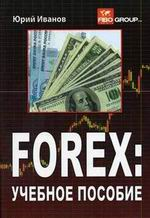 Юрий Иванов
FIBO GROUP
FOREX:
УЧЕБНОЕ ПОСОБИЕ